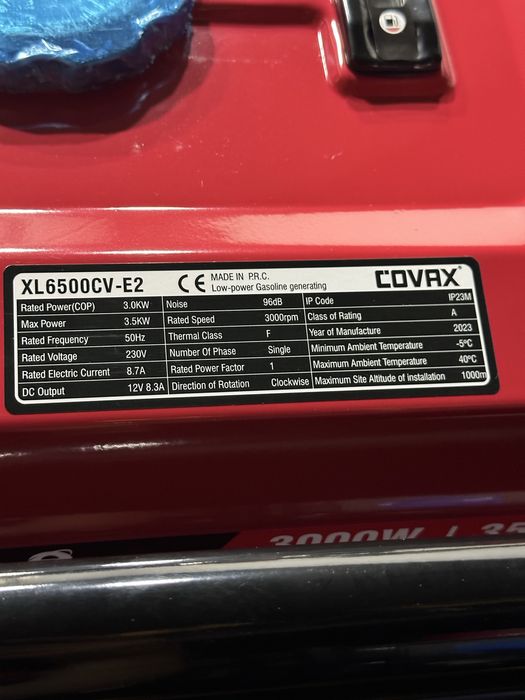 XL6500CV-E2 CE MADE IN P.R.C. COVAX
Low-power Gasoline generating
Rated Power(COP) 3.0KW Noise 96dB IP Code IP23M
Max Power 3.5KW Rated Speed 3000rpm Class of Rating A
Rated Frequency 50Hz Thermal Class F Year of Manufacture 2023
Rated Voltage 230V Number Of Phase Single Minimum Ambient Temperature -5ºC
Rated Electric Current 8.7A Rated Power Factor 1 Maximum Ambient Temperature 40ºC
DC Output 12V 8.3A Direction of Rotation Clockwise Maximum Site Altitude of installation 1000m
3000W / 35